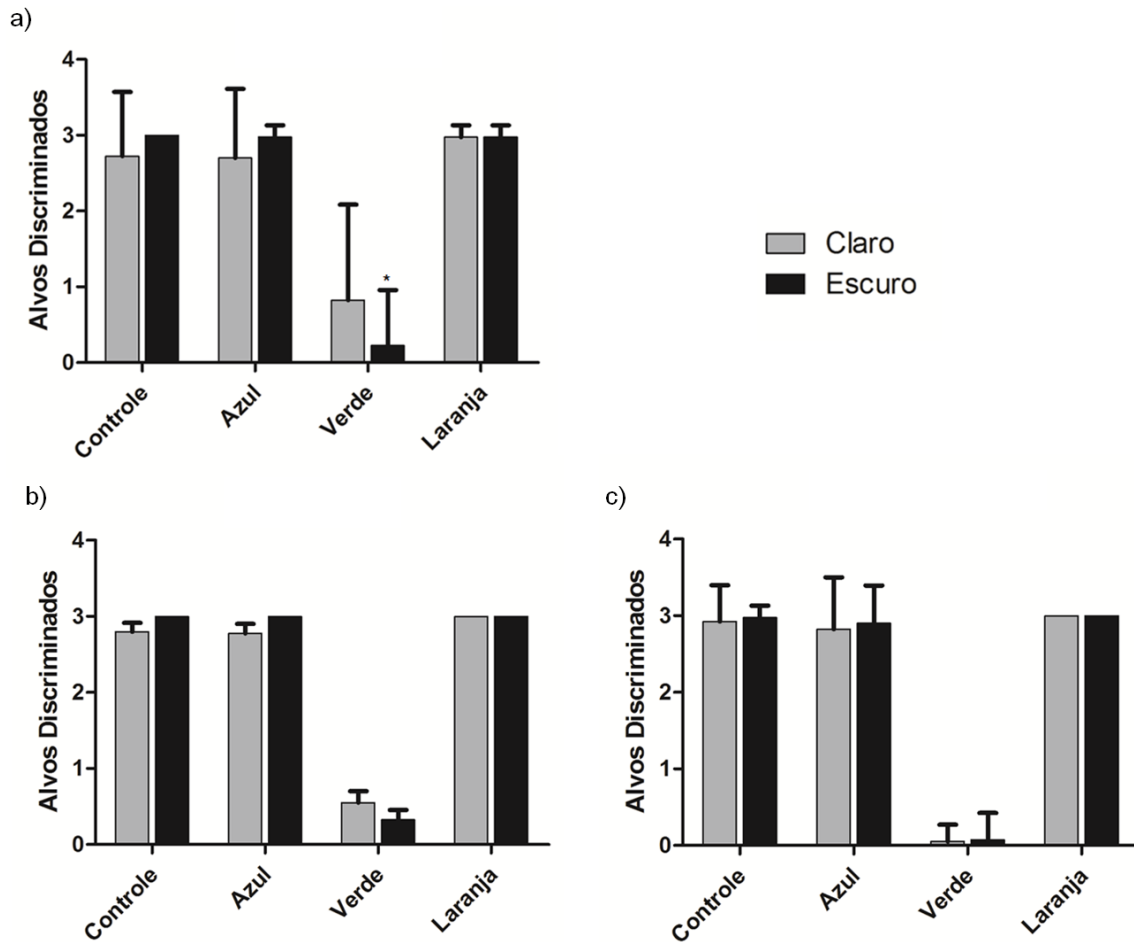 a)
Alvos Discriminados
4
3
2
1
0
*
Controle
Azul
Verde
Laranja
Claro
Escuro
b)
Alvos Discriminados
4
3
2
1
0
Controle
Azul
Verde
Laranja
c)
Alvos Discriminados
4
3
2
1
0
Controle
Azul
Verde
Laranja